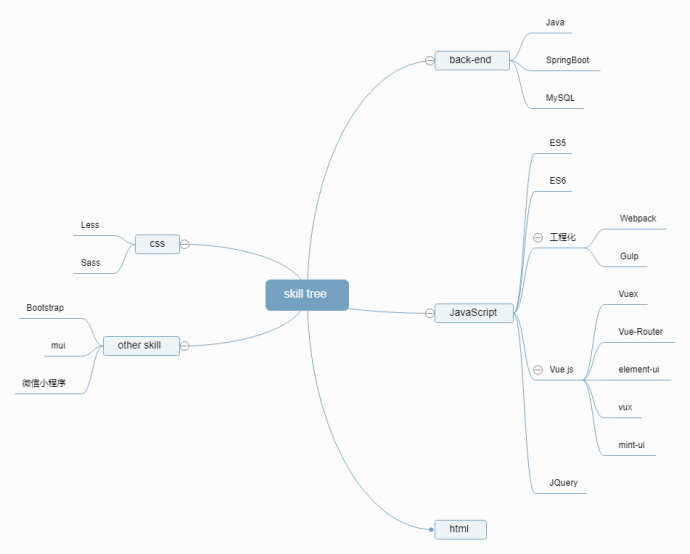 skill tree
back-end
Java
SpringBoot
MySQL
JavaScript
ES5
ES6
工程化
Webpack
Gulp
Vue.js
Vuex
Vue-Router
element-ui
vux
mint-ui
JQuery
html
css
Less
Sass
other skill
Bootstrap
mui
微信小程序